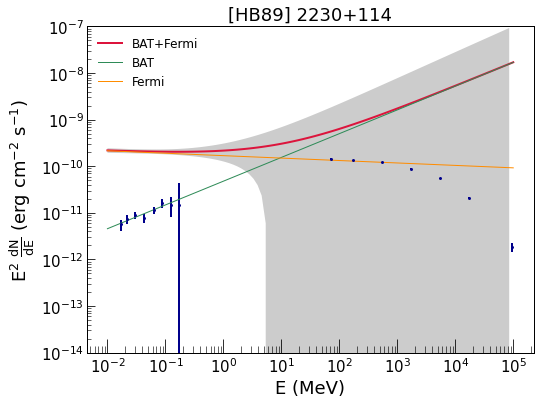 [HB89] 2230+114
E² dN/dE (erg cm⁻² s⁻¹)
10⁻⁷
10⁻⁸
10⁻⁹
10⁻¹⁰
10⁻¹¹
10⁻¹²
10⁻¹³
10⁻¹⁴
BAT+Fermi
BAT
Fermi
10⁻² 10⁻¹ 10⁰ 10¹ 10² 10³ 10⁴ 10⁵
E (MeV)